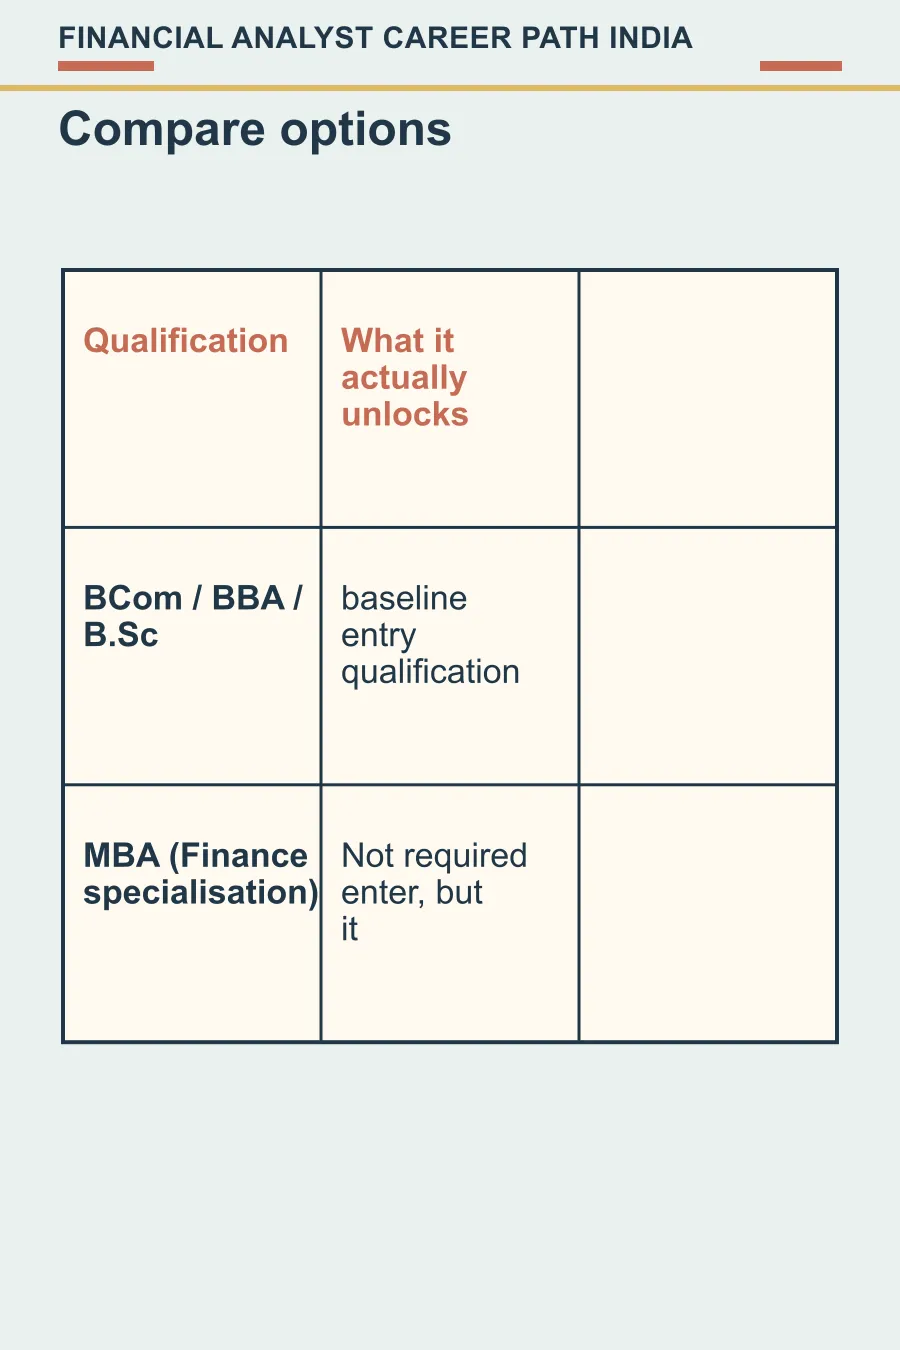 FINANCIAL ANALYST CAREER PATH INDIA
Compare options
Qualification
What it
actually
unlocks
BCom / BBA /
B.Sc
baseline
entry
qualification
MBA (Finance
specialisation)
Not required
enter, but
it